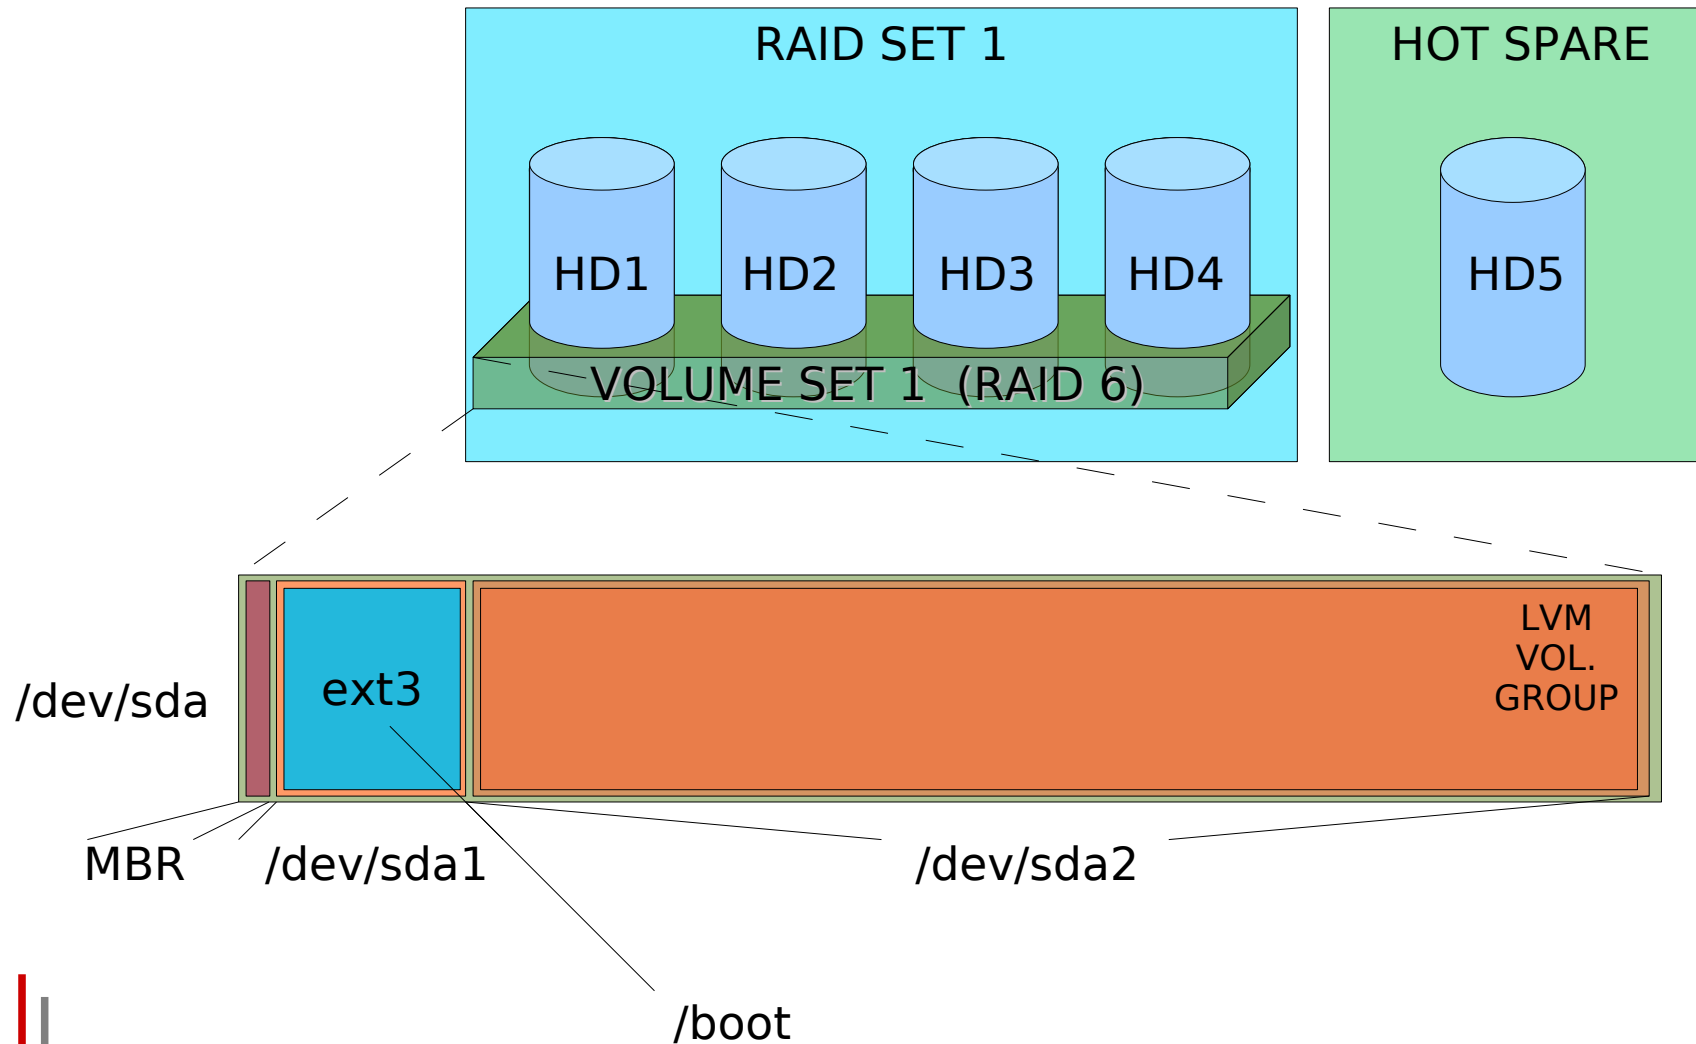 RAID SET 1
HOT SPARE
HD1
HD2
HD3
HD4
HD5
VOLUME SET 1  (RAID 6)
LVM
VOL.
GROUP
/dev/sda
ext3
MBR
/dev/sda1
/dev/sda2
/boot